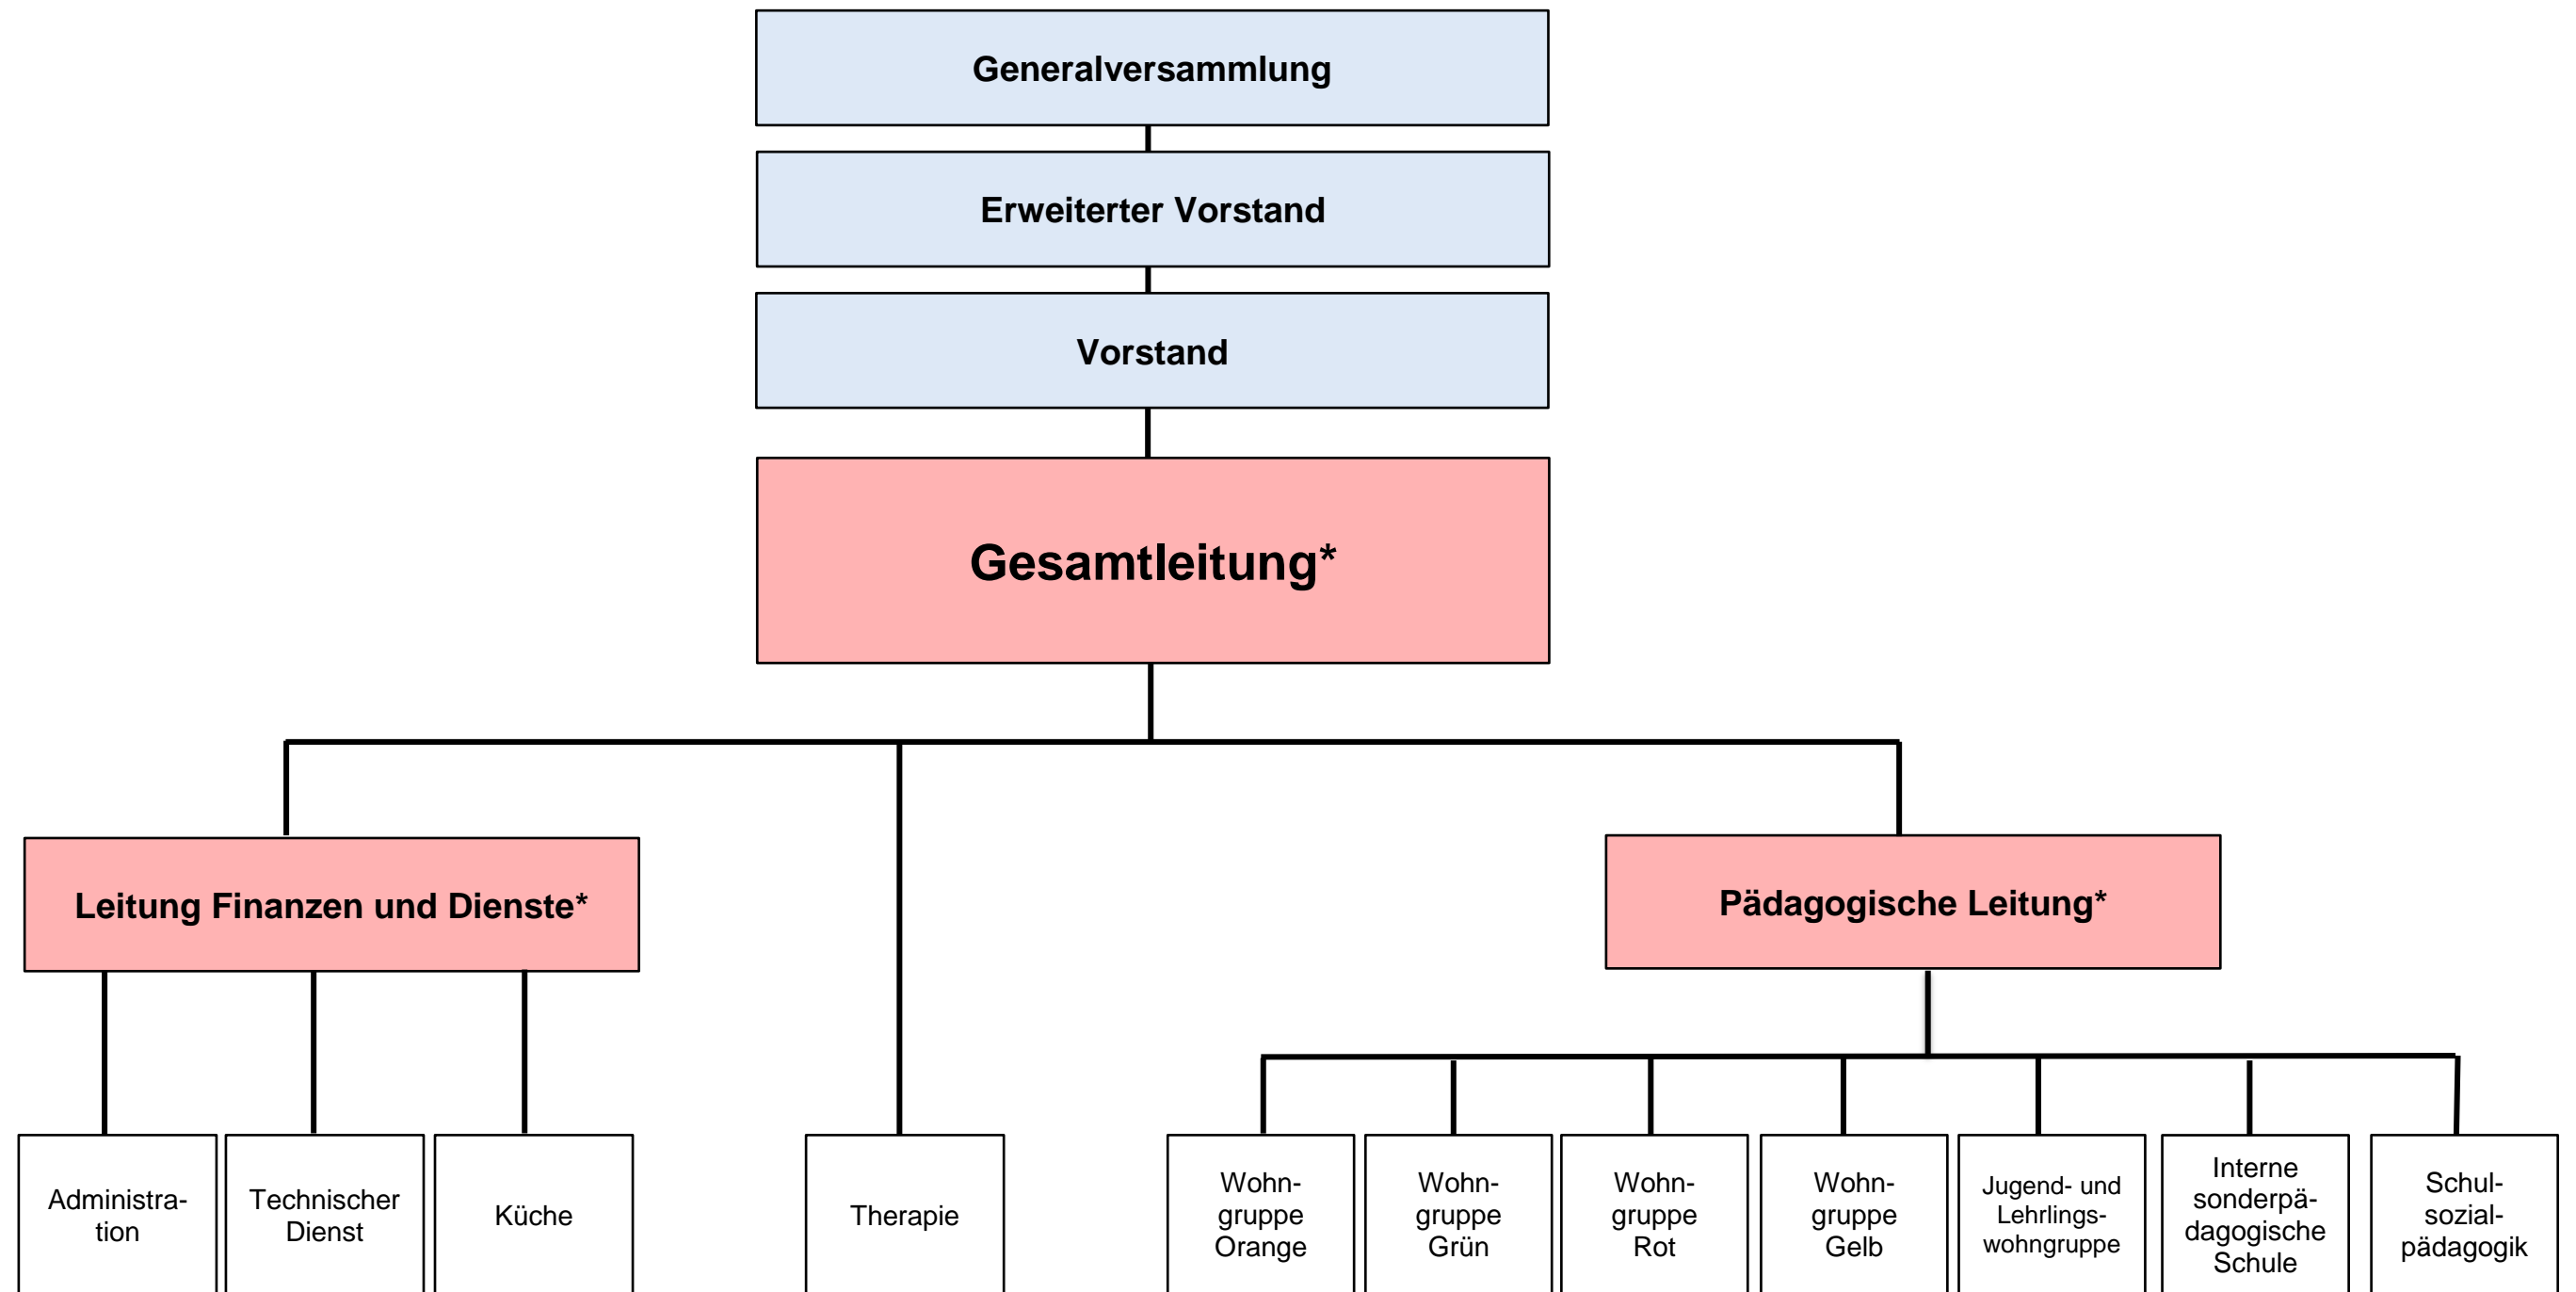 Generalversammlung
Erweiterter Vorstand
Vorstand
Gesamtleitung*
Leitung Finanzen und Dienste*
Pädagogische Leitung*
Administra-
tion
Technischer
Dienst
Küche
Therapie
Wohn-
gruppe
Orange
Wohn-
gruppe
Grün
Wohn-
gruppe
Rot
Wohn-
gruppe
Gelb
Jugend- und
Lehrlings-
wohngruppe
Interne
sonderpä-
dagogische
Schule
Schul-
sozial-
pädagogik